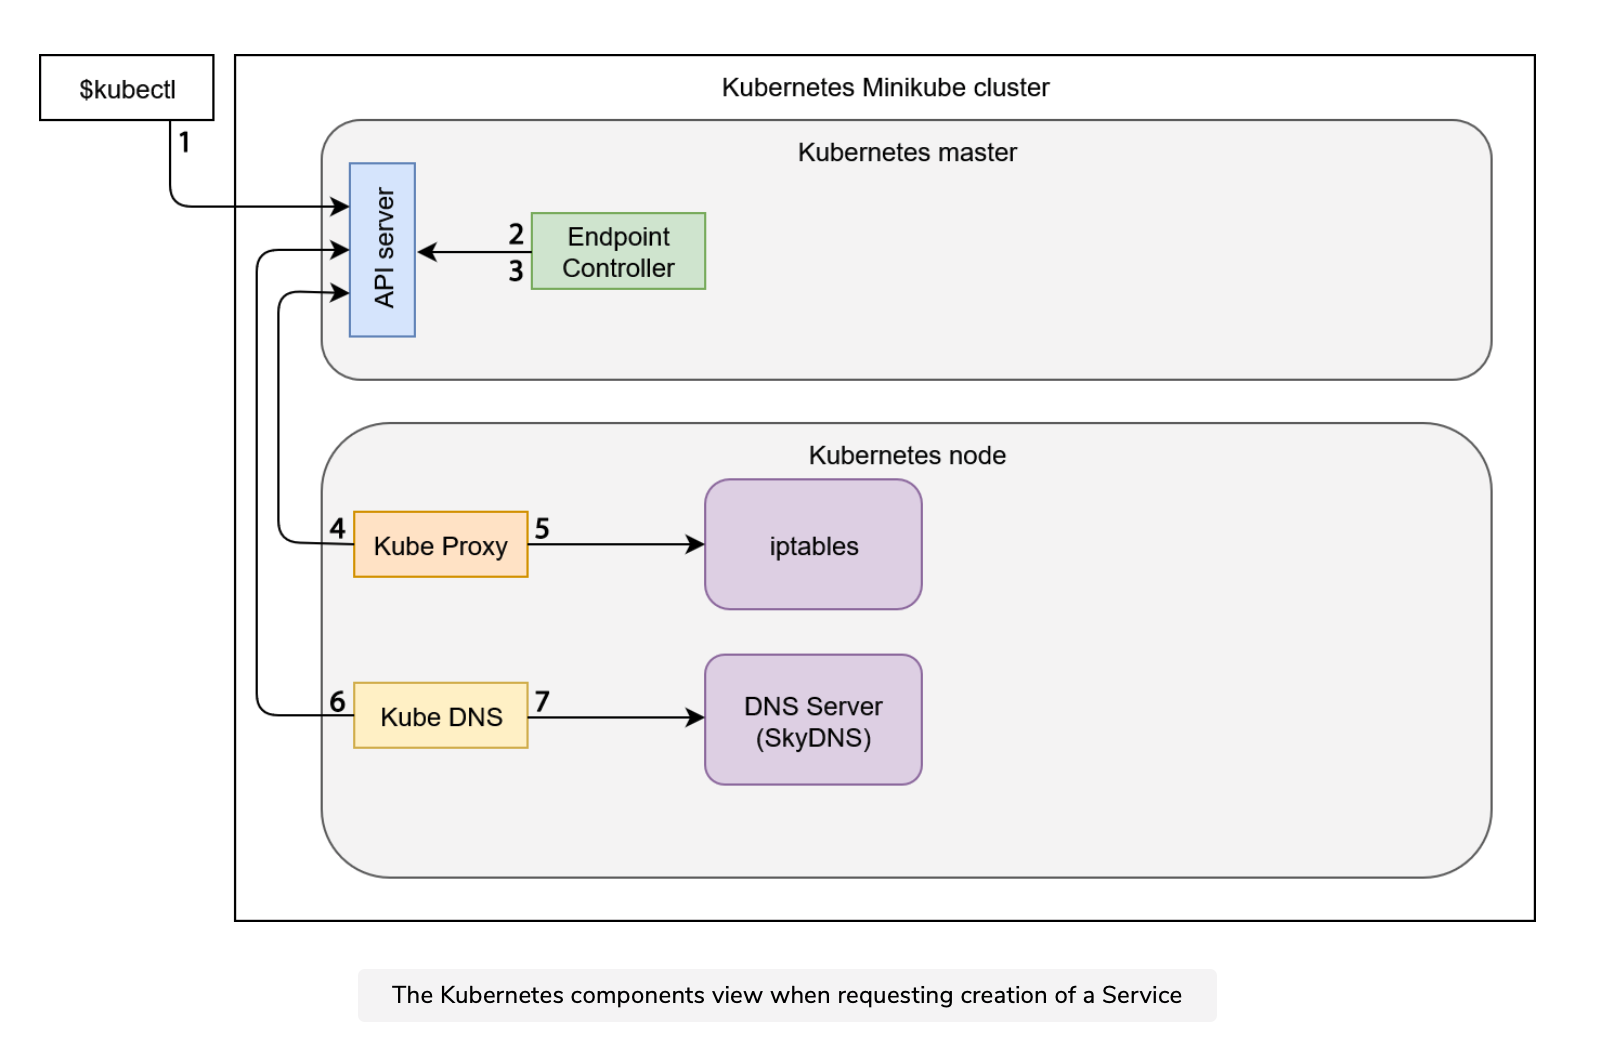 $kubectl
Kubernetes Minikube cluster
1
Kubernetes master
API server
2
3
Endpoint
Controller
Kubernetes node
4
Kube Proxy
5
iptables
6
Kube DNS
7
DNS Server
(SkyDNS)
The Kubernetes components view when requesting creation of a Service